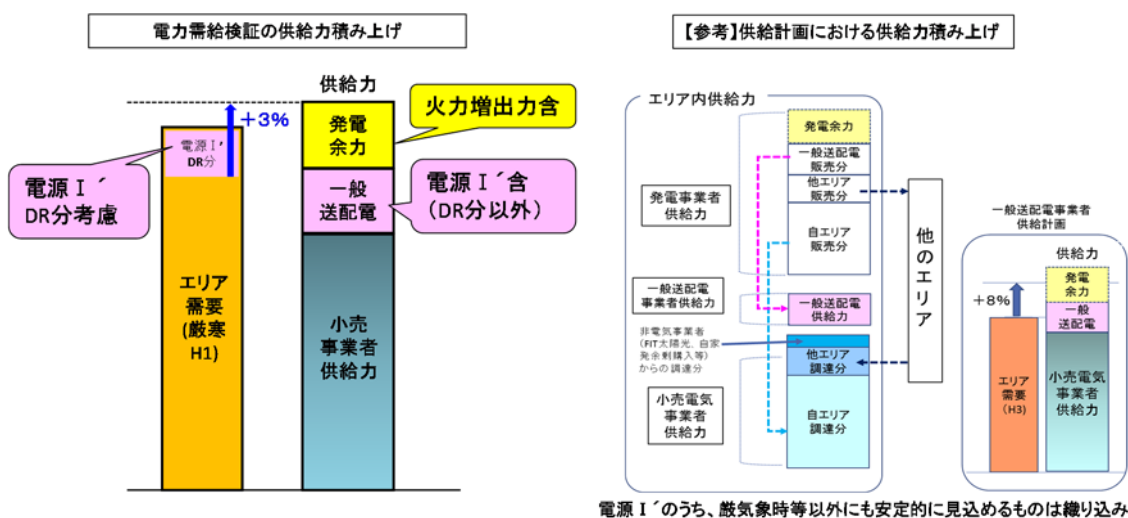 電力需給検証の供給力積み上げ
供給力
+3%
電源Ⅰ’
DR分
電源Ⅰ´
DR分考慮
エリア
需要
(厳寒
H1)
発電
余力
火力増出力含
一般
送配電
電源Ⅰ´含
(DR分以外)
小売
事業者
供給力
【参考】供給計画における供給力積み上げ
エリア内供給力
発電事業者
供給力
発電余力
一般送配電
販売分
他エリア
販売分
自エリア
販売分
一般送配電
事業者供給力
一般送配電
供給力
非電気事業者
(FIT太陽光、自家
発余剰購入等)
からの調達分
小売電気
事業者
供給力
他エリア
調達分
自エリア
調達分
他のエリア
一般送配電事業者
供給計画
供給力
+8%
発電
余力
一般
送配電
エリア
需要
(H3)
小売電気
事業者
供給力
電源Ⅰ´のうち、厳気象時等以外にも安定的に見込めるものは織り込み